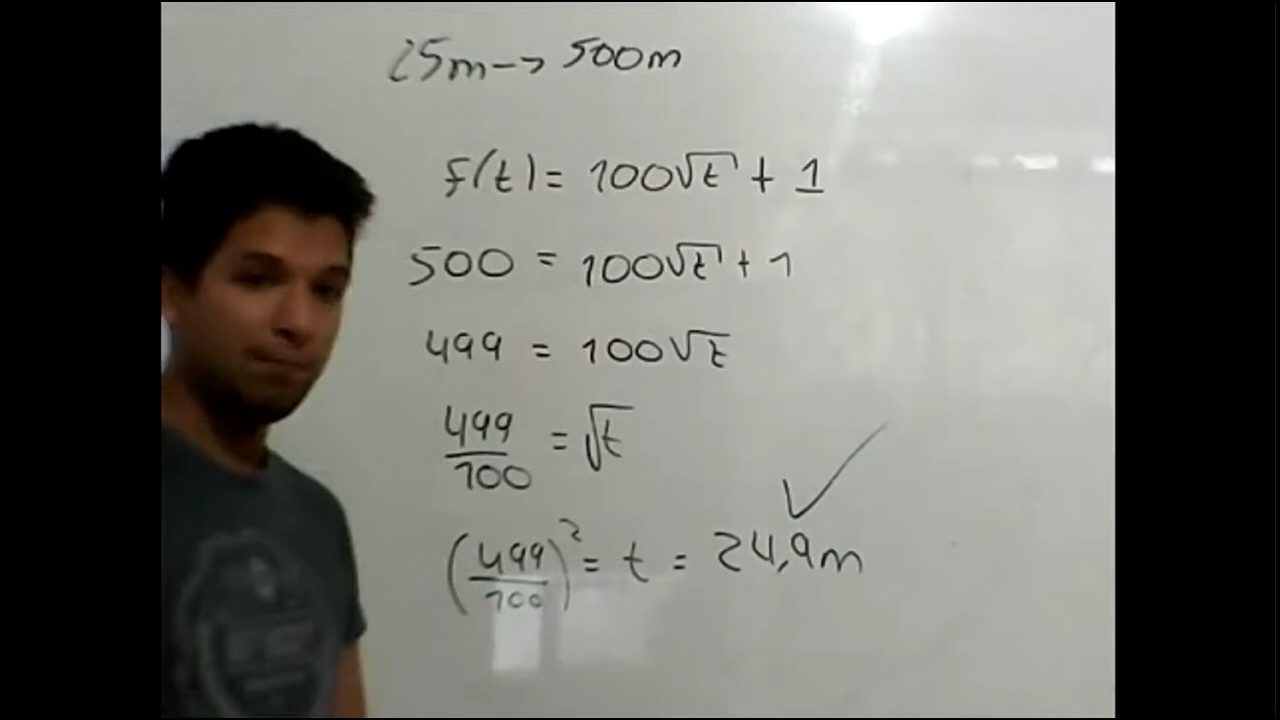 25m → 500m
f(t) = 100√t + 1
500 = 100√t + 1
499 = 100√t
499/100 = √t
(499/100)² = t = 24,9m ✓